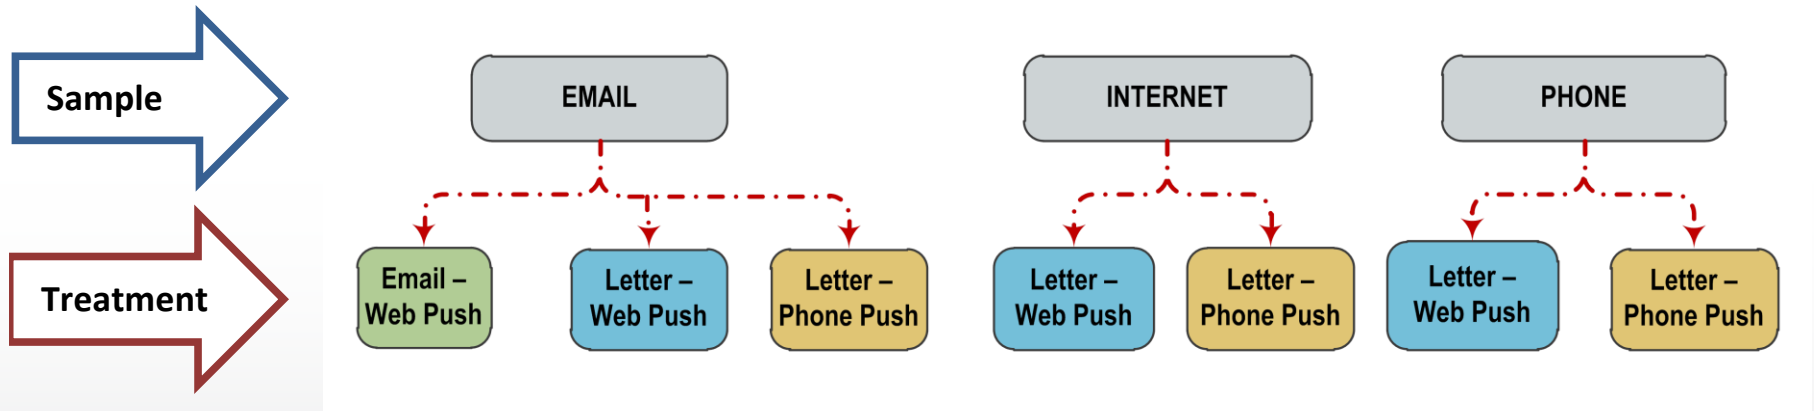 Sample
EMAIL
INTERNET
PHONE
Treatment
Email –
Web Push
Letter –
Web Push
Letter –
Phone Push
Letter –
Web Push
Letter –
Phone Push
Letter –
Web Push
Letter –
Phone Push